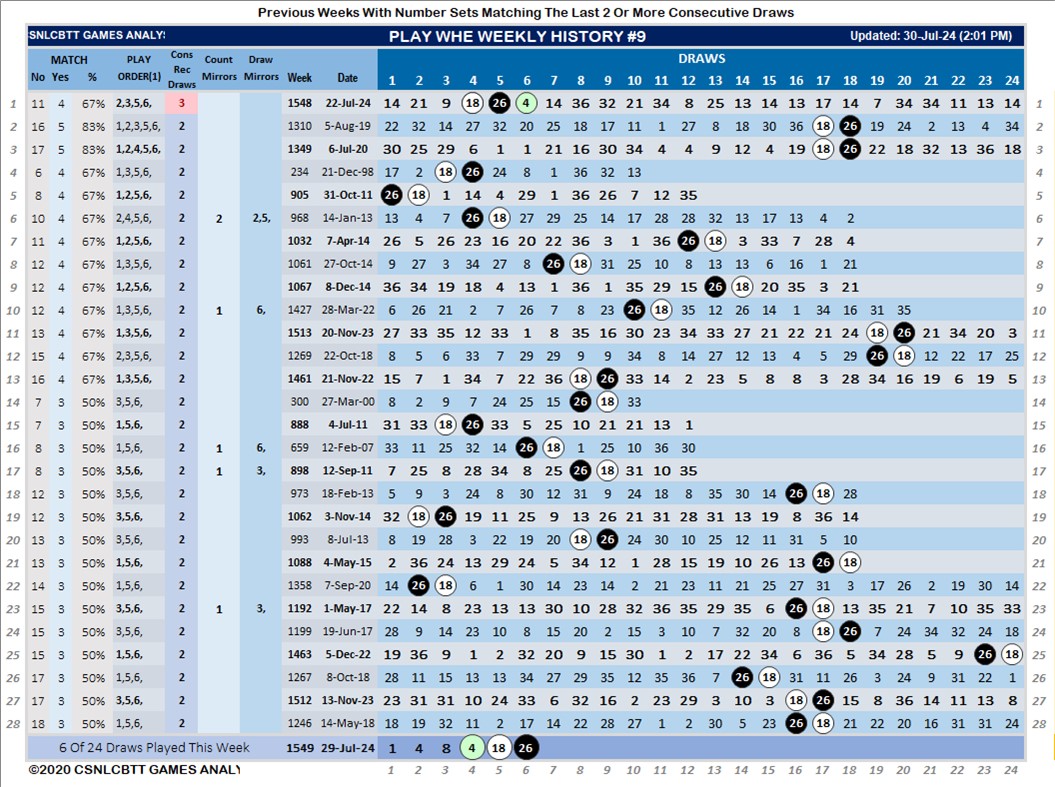 Previous Weeks With Number Sets Matching The Last 2 Or More Consecutive Draws
SNLCBTT GAMES ANALY PLAY WHE WEEKLY HISTORY #9 Updated: 30-Jul-24 (2:01 PM)
MATCH PLAY Cons Count Draw DRAWS
No Yes % ORDER(1) Rec Draws Mirrors Mirrors Week Date 1 2 3 4 5 6 7 8 9 10 11 12 13 14 15 16 17 18 19 20 21 22 23 24
1 11 4 67% 2,3,5,6, 3 1548 22-Jul-24 14 21 9 18 26 4 14 36 32 21 34 8 25 13 14 13 17 14 7 34 34 11 13 14 1
2 16 5 83% 1,2,3,5,6, 2 1310 5-Aug-19 22 32 14 27 32 20 25 18 17 11 1 27 8 18 30 36 18 26 19 24 2 13 4 34 2
3 17 5 83% 1,2,4,5,6, 2 1349 6-Jul-20 30 25 29 6 1 1 21 16 30 34 4 4 9 12 4 19 18 26 22 18 32 13 36 18 3
4 6 4 67% 1,3,5,6, 2 234 21-Dec-98 17 2 18 26 24 8 1 36 32 13 4
5 8 4 67% 1,2,5,6, 2 905 31-Oct-11 26 18 1 14 4 29 1 36 26 7 12 35 5
6 10 4 67% 2,4,5,6, 2 2 2,5, 968 14-Jan-13 13 4 7 26 18 27 29 25 14 17 28 28 32 13 17 13 4 2 6
7 11 4 67% 1,2,5,6, 2 1032 7-Apr-14 26 5 26 23 16 20 22 36 3 1 36 26 18 3 33 7 28 4 7
8 12 4 67% 1,3,5,6, 2 1061 27-Oct-14 9 27 3 34 27 8 26 18 31 25 10 8 13 13 6 16 1 21 8
9 12 4 67% 1,2,5,6, 2 1067 8-Dec-14 36 34 19 18 4 13 1 36 1 35 29 15 26 18 20 35 3 21 9
10 12 4 67% 1,3,5,6, 2 1 6, 1427 28-Mar-22 6 26 21 2 7 26 7 8 23 26 18 35 12 26 14 1 34 16 31 35 10
11 13 4 67% 1,3,5,6, 2 1513 20-Nov-23 27 33 35 12 33 1 8 35 16 30 23 34 33 27 21 22 21 24 18 26 21 34 20 3 11
12 15 4 67% 2,3,5,6, 2 1269 22-Oct-18 8 5 6 33 7 29 29 9 9 34 8 14 27 12 13 4 5 29 26 18 12 22 17 25 12
13 16 4 67% 1,3,5,6, 2 1461 21-Nov-22 15 7 1 34 7 22 36 18 26 33 14 2 23 5 8 8 3 28 34 16 19 6 19 5 13
14 7 3 50% 3,5,6, 2 300 27-Mar-00 8 2 9 7 24 25 15 26 18 33 14
15 7 3 50% 1,5,6, 2 888 4-Jul-11 31 33 18 26 33 5 25 10 21 21 13 1 15
16 8 3 50% 1,5,6, 2 1 6, 659 12-Feb-07 33 11 25 32 14 26 18 1 25 10 36 30 16
17 8 3 50% 3,5,6, 2 1 3, 898 12-Sep-11 7 25 8 28 34 8 25 26 18 31 10 35 17
18 12 3 50% 3,5,6, 2 973 18-Feb-13 5 9 3 24 8 30 12 31 9 24 18 8 35 30 14 26 18 28 18
19 12 3 50% 3,5,6, 2 1062 3-Nov-14 32 18 26 19 11 25 9 13 26 21 31 28 31 13 19 8 36 14 19
20 13 3 50% 3,5,6, 2 993 8-Jul-13 8 19 28 3 22 19 20 18 26 24 30 10 25 12 11 31 5 10 20
21 13 3 50% 1,5,6, 2 1088 4-May-15 2 36 24 13 29 24 5 34 12 1 28 15 19 10 26 13 26 18 21
22 14 3 50% 1,5,6, 2 1358 7-Sep-20 14 26 18 6 1 30 5 23 14 2 21 23 11 21 25 27 31 3 17 26 2 19 30 14 22
23 15 3 50% 3,5,6, 2 1 3, 1192 1-May-17 22 14 8 23 13 13 30 10 28 32 36 35 29 35 6 26 18 13 35 21 7 10 35 33 23
24 15 3 50% 3,5,6, 2 1199 19-Jun-17 28 9 14 23 10 8 15 20 2 15 3 10 7 32 20 8 18 26 7 24 34 32 24 18 24
25 15 3 50% 1,5,6, 2 1463 5-Dec-22 19 36 9 1 2 32 20 9 15 30 1 2 17 22 34 6 36 5 34 28 5 9 26 18 25
26 17 3 50% 1,5,6, 2 1267 8-Oct-18 28 11 15 13 13 34 27 29 35 12 35 36 7 26 18 31 11 26 3 24 9 31 22 1 26
27 17 3 50% 3,5,6, 2 1512 13-Nov-23 23 31 31 10 24 33 6 32 16 2 23 29 3 10 3 18 26 15 8 36 14 11 13 8 27
28 18 3 50% 1,5,6, 2 1246 14-May-18 18 19 32 11 2 17 14 22 28 27 1 2 30 5 23 26 18 21 22 20 16 31 31 24 28
6 Of 24 Draws Played This Week 1549 29-Jul-24 1 4 8 4 18 26
©2020 CSNLCBTT GAMES ANALY 1 2 3 4 5 6 7 8 9 10 11 12 13 14 15 16 17 18 19 20 21 22 23 24